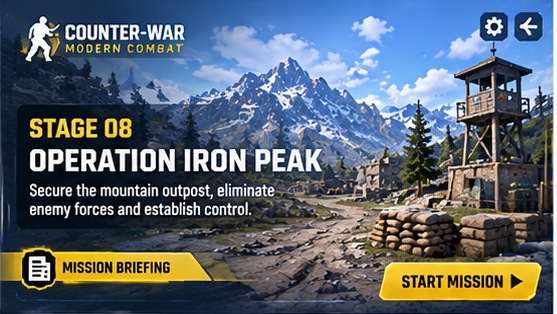 COUNTER-WAR
MODERN COMBAT
STAGE 08
OPERATION IRON PEAK
Secure the mountain outpost, eliminate
enemy forces and establish control.
MISSION BRIEFING
START MISSION